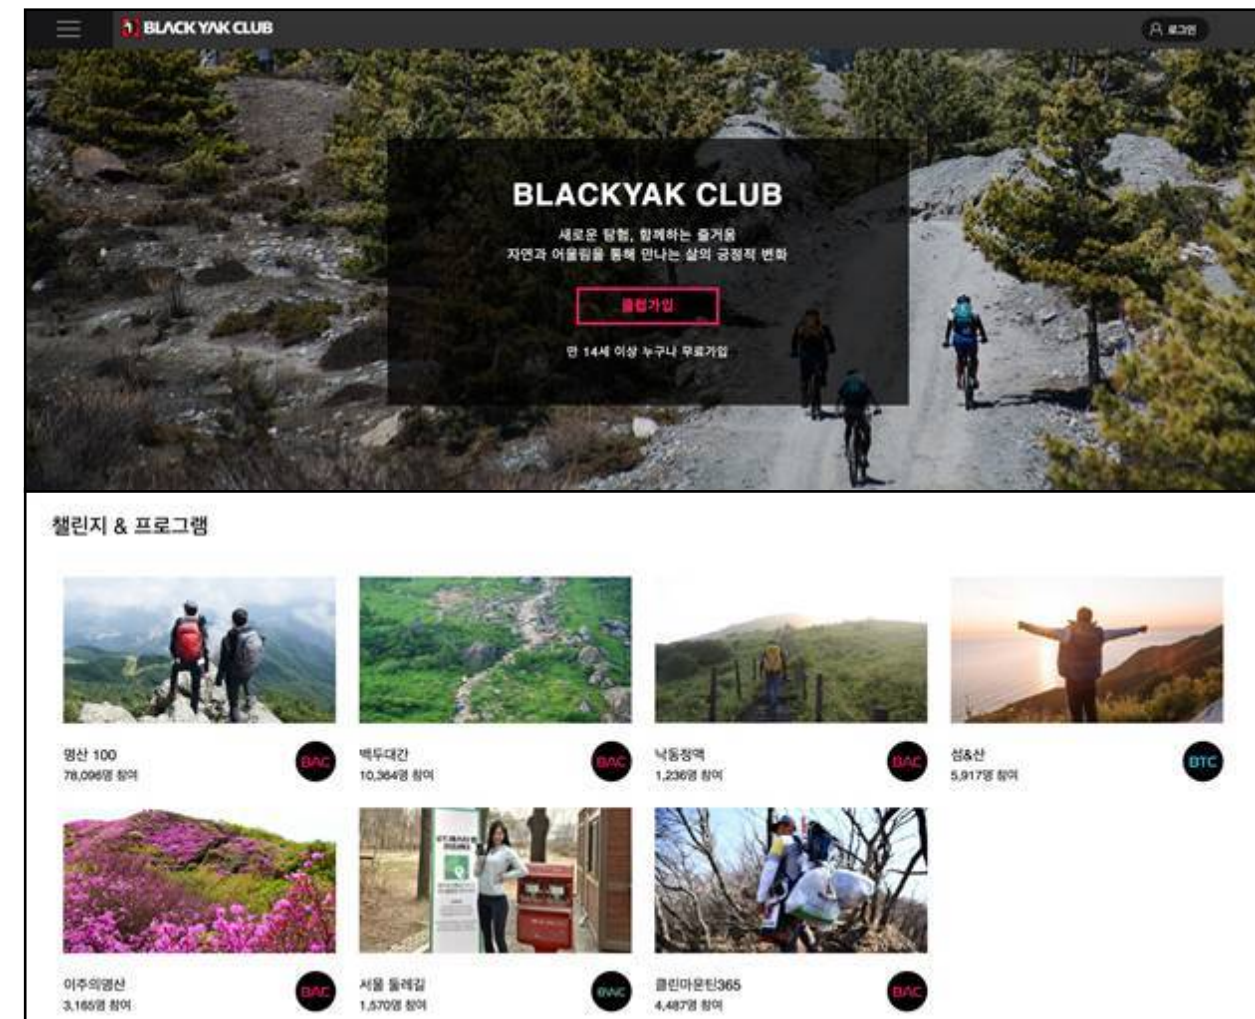 BLACK YAK CLUB
로그인
BLACKYAK CLUB
새로운 탐험, 함께하는 즐거움
자연과 어울림을 통해 만나는 삶의 긍정적 변화
클럽가입
만 14세 이상 누구나 무료가입
챌린지 & 프로그램
명산 100
78,096명 참여
BAC
백두대간
10,364명 참여
BAC
낙동정맥
1,236명 참여
BAC
섬&산
5,917명 참여
BTC
이주의명산
3,165명 참여
BAC
서울 둘레길
1,570명 참여
BWC
클린마운틴365
4,487명 참여
BAC